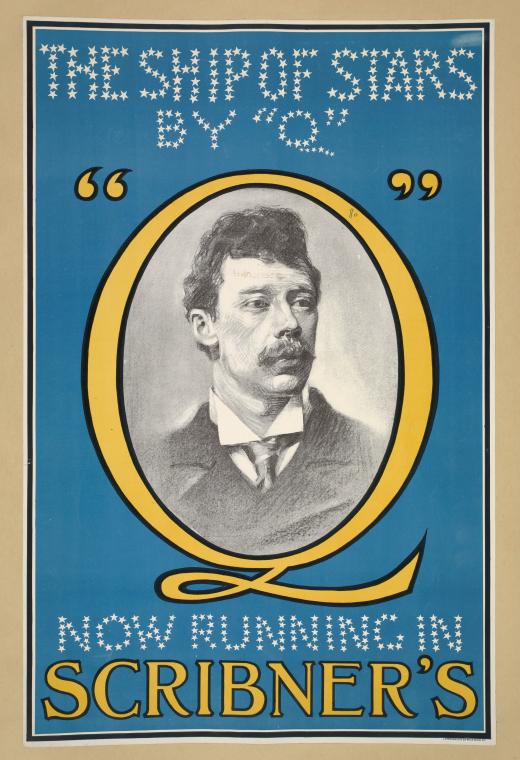 THE SHIP OF STARS
BY "Q"
"Q"
NOW RUNNING IN
SCRIBNER'S